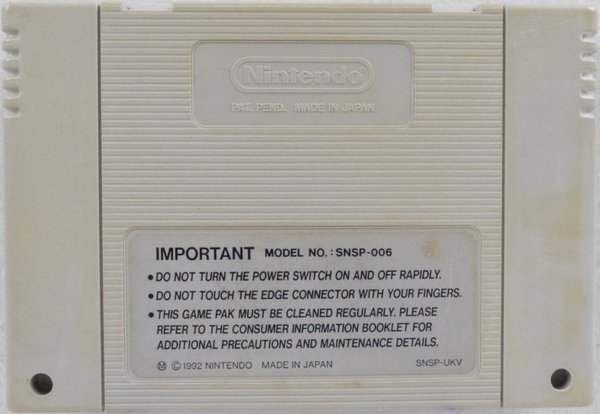 Nintendo
PAT. PEND. MADE IN JAPAN
IMPORTANT MODEL NO. : SNSP-006
• DO NOT TURN THE POWER SWITCH ON AND OFF RAPIDLY.
• DO NOT TOUCH THE EDGE CONNECTOR WITH YOUR FINGERS.
• THIS GAME PAK MUST BE CLEANED REGULARLY. PLEASE
REFER TO THE CONSUMER INFORMATION BOOKLET FOR
ADDITIONAL PRECAUTIONS AND MAINTENANCE DETAILS.
Ⓜ © 1992 NINTENDO MADE IN JAPAN SNSP-UKV